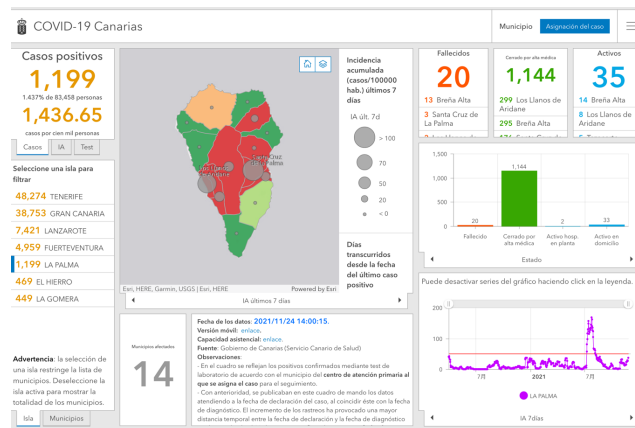 COVID-19 Canarias
Municipio
Asignación del caso
Casos positivos
1,199
1.437% de 83,458 personas
1,436.65
casos por cien mil personas
Casos
IA
Test
Seleccione una isla para
filtrar
48,274 TENERIFE
38,753 GRAN CANARIA
7,421 LANZAROTE
4,959 FUERTEVENTURA
1,199 LA PALMA
469 EL HIERRO
449 LA GOMERA
Advertencia: la selección de
una isla restringe la lista de
municipios. Deseleccione la
isla activa para mostrar la
totalidad de los municipios.
Isla
Municipios
Santa Cruz
de La Palma
Los Llanos
de Aridane
Esri, HERE, Garmin, USGS | Esri, HERE
Powered by Esri
IA últimos 7 días
Incidencia
acumulada
(casos/100000
hab.) últimos 7
días
IA últ. 7d
> 100
70
50
20
< 0
Días
transcurridos
desde la fecha
del último caso
positivo
Municipios afectados
14
Fecha de los datos: 2021/11/24 14:00:15.
Versión móvil: enlace.
Capacidad asistencial: enlace.
Fuente: Gobierno de Canarias (Servicio Canario de Salud)
Observaciones:
- En el cuadro se reflejan los positivos confirmados mediante test de
laboratorio de acuerdo con el municipio del centro de atención primaria al
que se asigna el caso para el seguimiento.
- Con anterioridad, se publicaban en este cuadro de mando los datos
atendiendo a la fecha de declaración del caso, al coincidir éste con la fecha
de diagnóstico. El incremento de los rastreos ha provocado una mayor
distancia temporal entre la fecha de declaración y la fecha de diagnóstico
Fallecidos
20
13 Breña Alta
3 Santa Cruz de
La Palma
Cerrado por alta médica
1,144
299 Los Llanos de
Aridane
295 Breña Alta
Activos
35
14 Breña Alta
8 Los Llanos de
Aridane
1,500
1,000
500
0
20
1,144
2
33
Fallecido
Cerrado por
alta médica
Activo hosp.
en planta
Activo en
domicilio
Estado
Puede desactivar series del gráfico haciendo click en la leyenda.
200
100
0
7月
2021
7月
LA PALMA
IA 7días